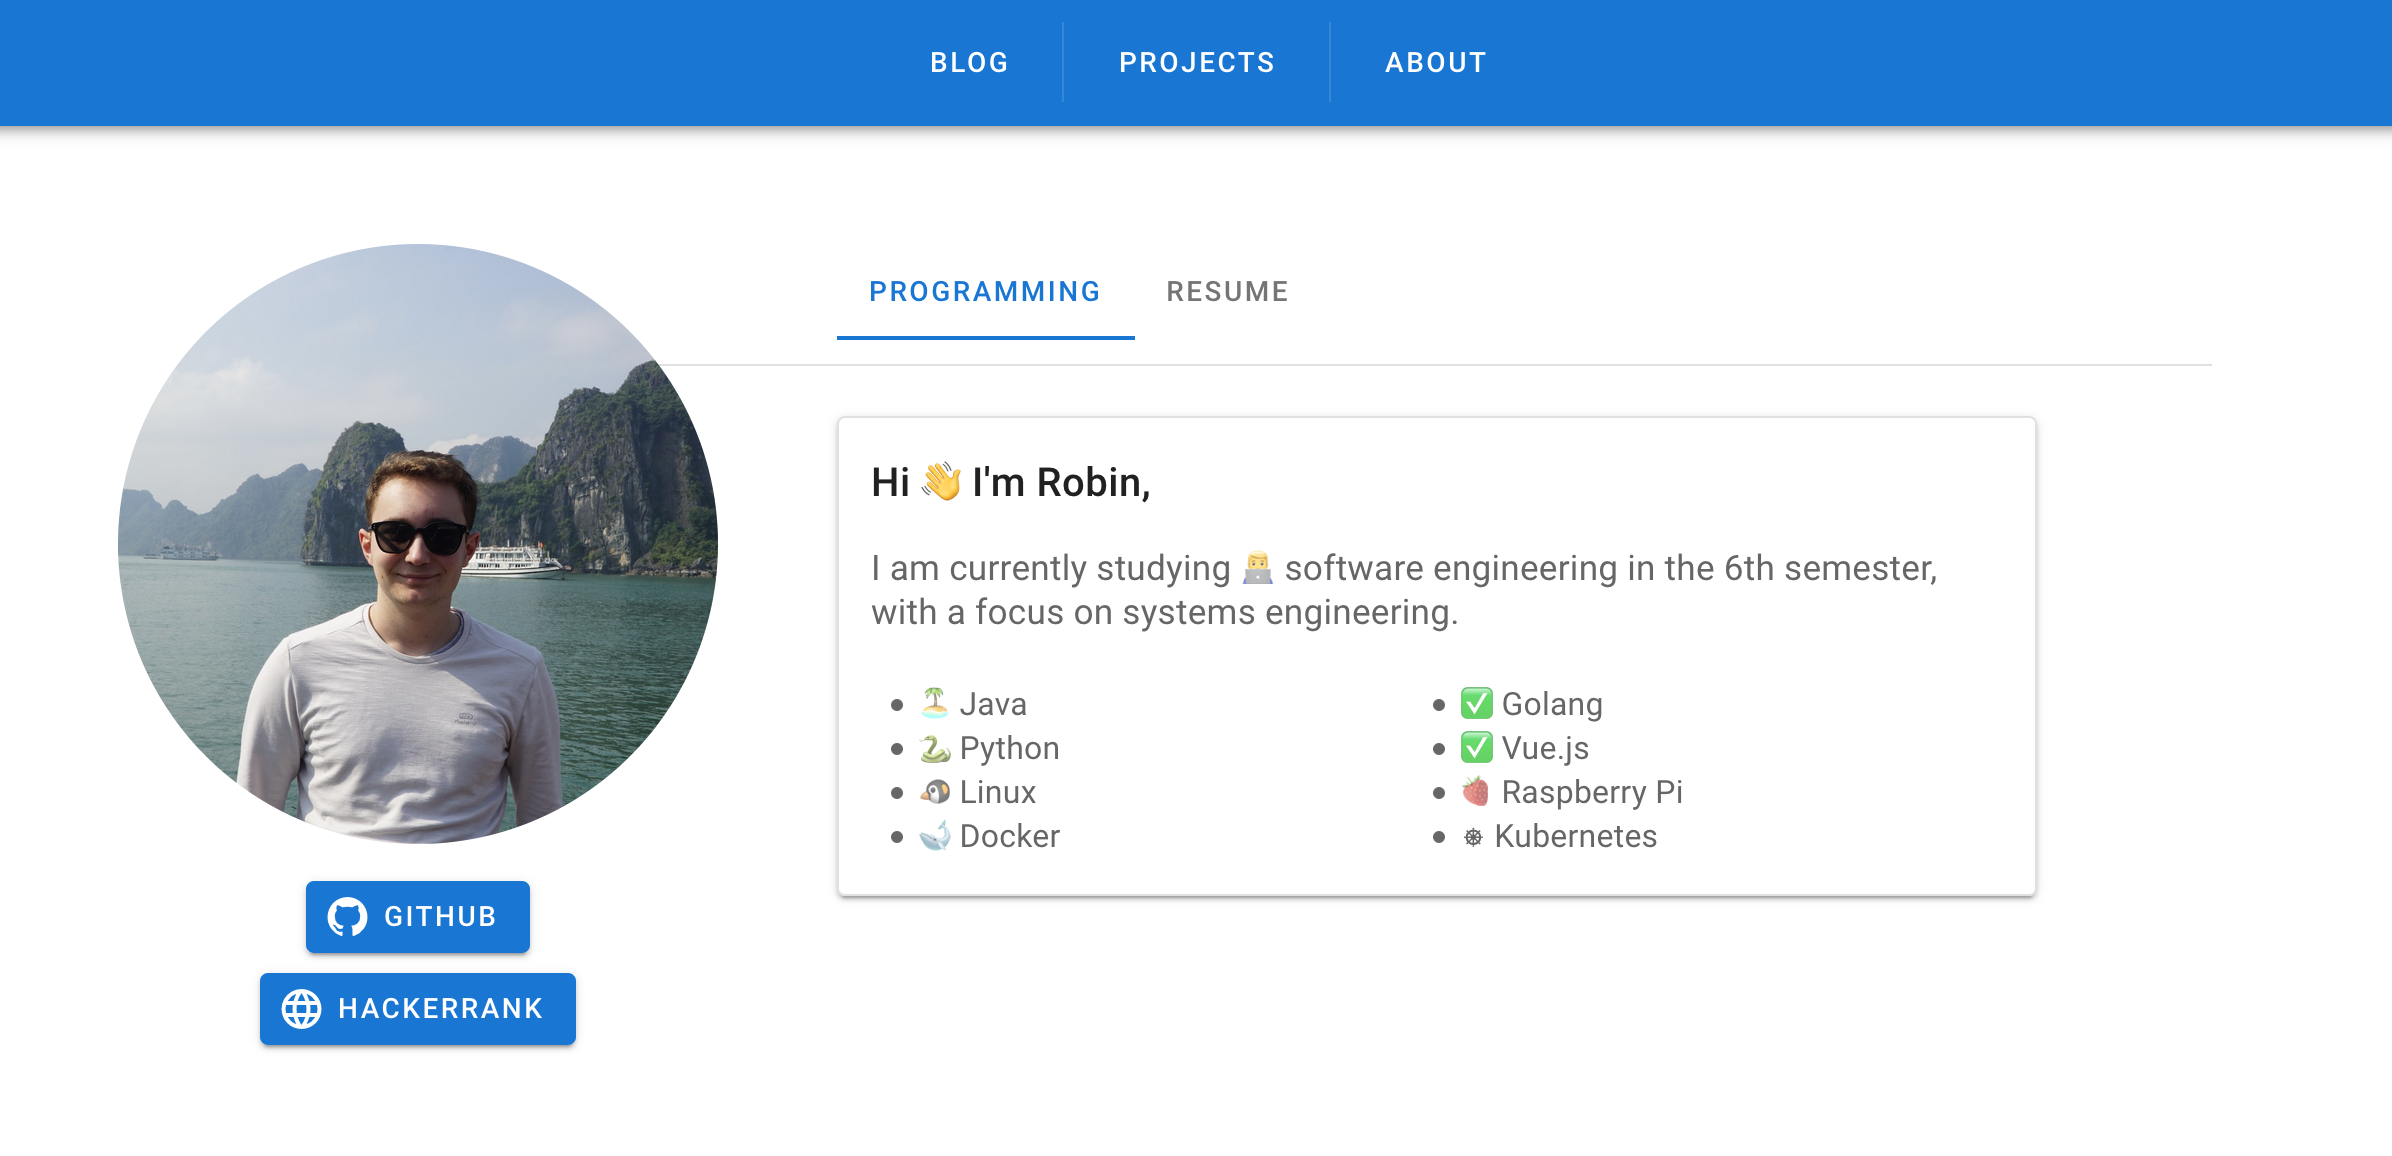 BLOG
PROJECTS
ABOUT
PROGRAMMING
RESUME
Hi 👋 I'm Robin,
I am currently studying 🧑‍💻 software engineering in the 6th semester,
with a focus on systems engineering.
🏝️ Java
🐍 Python
🐧 Linux
🐋 Docker
✅ Golang
✅ Vue.js
🍓 Raspberry Pi
⎈ Kubernetes
GITHUB
HACKERRANK